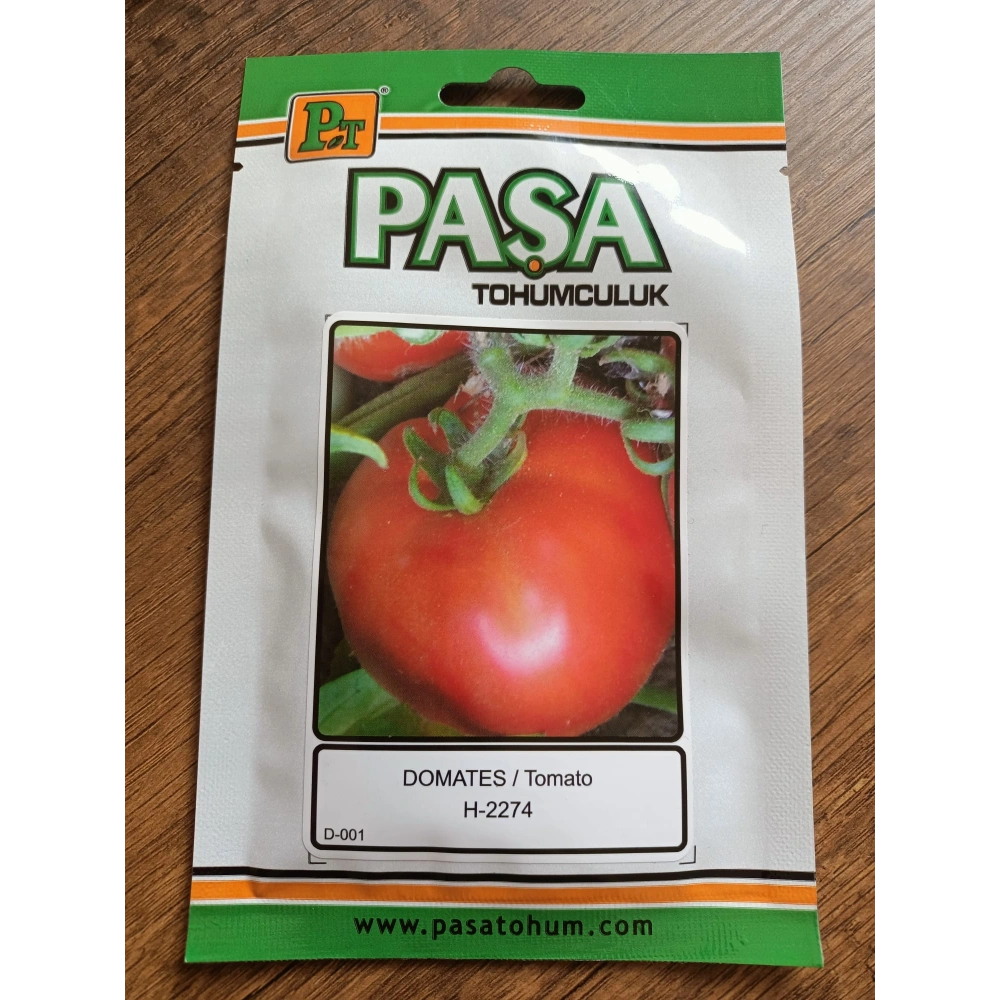 PT®
PAŞA
TOHUMCULUK
DOMATES / Tomato
H-2274
D-001
www.pasatohum.com